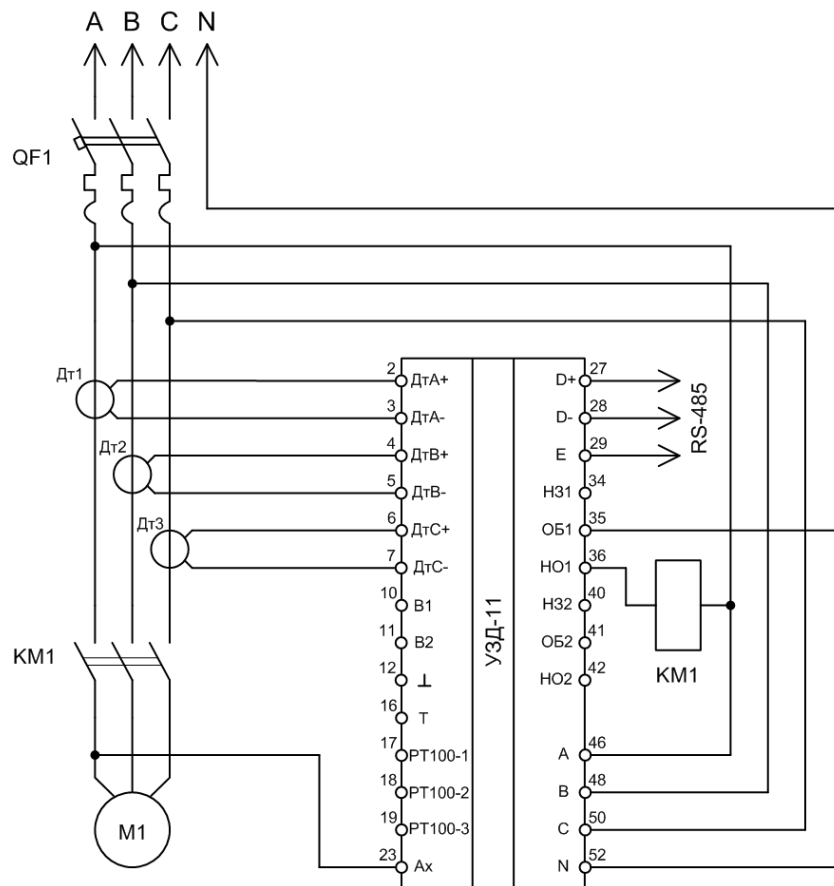 A B C N
QF1
Дт1
2 ДтА+ D+ 27
3 ДтА- D- 28
Дт2
4 ДтВ+ E 29
RS-485
5 ДтВ- НЗ1 34
Дт3
6 ДтС+ ОБ1 35
7 ДтС- НО1 36
10 В1 НЗ2 40
11 В2 ОБ2 41
12 ⊥ НО2 42
УЗД-11
KM1
KM1
16 Т
17 РТ100-1 A 46
18 РТ100-2 B 48
19 РТ100-3 C 50
M1
23 Ax N 52